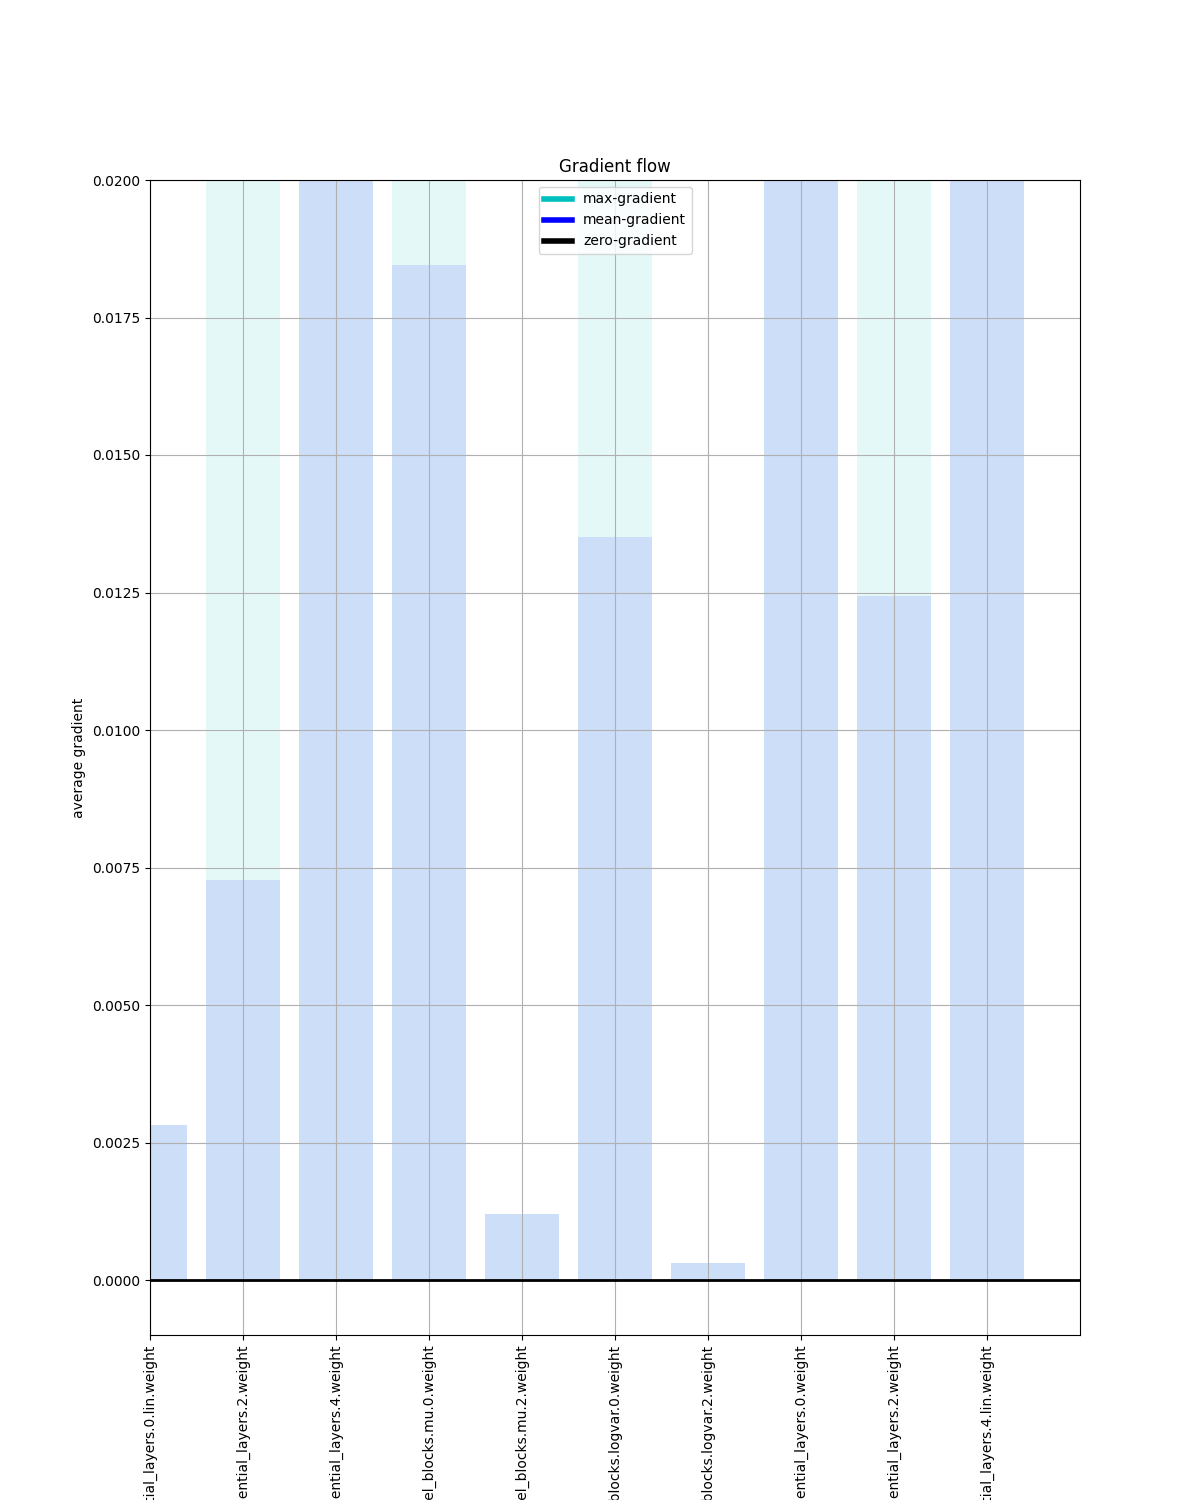 Gradient flow
max-gradient
mean-gradient
zero-gradient
0.0200
0.0175
0.0150
0.0125
0.0100
0.0075
0.0050
0.0025
0.0000
average gradient
tial_layers.0.lin.weight
ential_layers.2.weight
ential_layers.4.weight
el_blocks.mu.0.weight
el_blocks.mu.2.weight
blocks.logvar.0.weight
blocks.logvar.2.weight
ential_layers.0.weight
ential_layers.2.weight
tial_layers.4.lin.weight